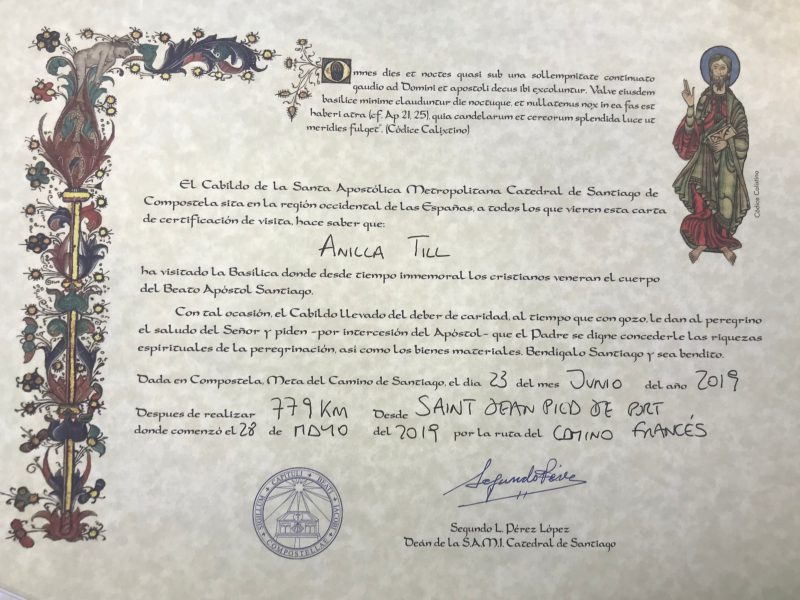 Omnes dies et noctes quasi sub una sollempnitate continuato
gaudio ad Domini et apostoli decus ibi excoluntur. Valve eiusdem
basilice minime clauduntur die noctuque, et nullatenus nox in ea fas est
haberi atra (cf. Ap 21, 25), quia candelarum et cereorum splendida luce ut
meridies fulget". (Códice Calixtino)
Códice Calixtino
El Cabildo de la Santa Apostólica Metropolitana Catedral de Santiago de
Compostela sita en la región occidental de las Españas, a todos los que vieren esta carta
de certificación de visita, hace saber que:
ANILLA TILL
ha visitado la Basílica donde desde tiempo inmemorial los cristianos veneran el cuerpo
del Beato Apóstol Santiago.
Con tal ocasión, el Cabildo llevado del deber de caridad, al tiempo que con gozo, le dan al peregrino
el saludo del Señor y piden -por intercesión del Apóstol- que el Padre se digne concederle las riquezas
espirituales de la peregrinación, así como los bienes materiales. Bendígalo Santiago y sea bendito.
Dada en Compostela, Meta del Camino de Santiago, el día 23 del mes JUNIO del año 2019
Despues de realizar 779 KM Desde SAINT JEAN PIED DE PORT
donde comenzó el 28 de MAYO del 2019 por la ruta del CAMINO FRANCÉS
SIGILLUM CAPITULI BEATI JACOBI COMPOSTELLAE
Segundo L. Pérez López
Deán de la S.A.M.I. Catedral de Santiago